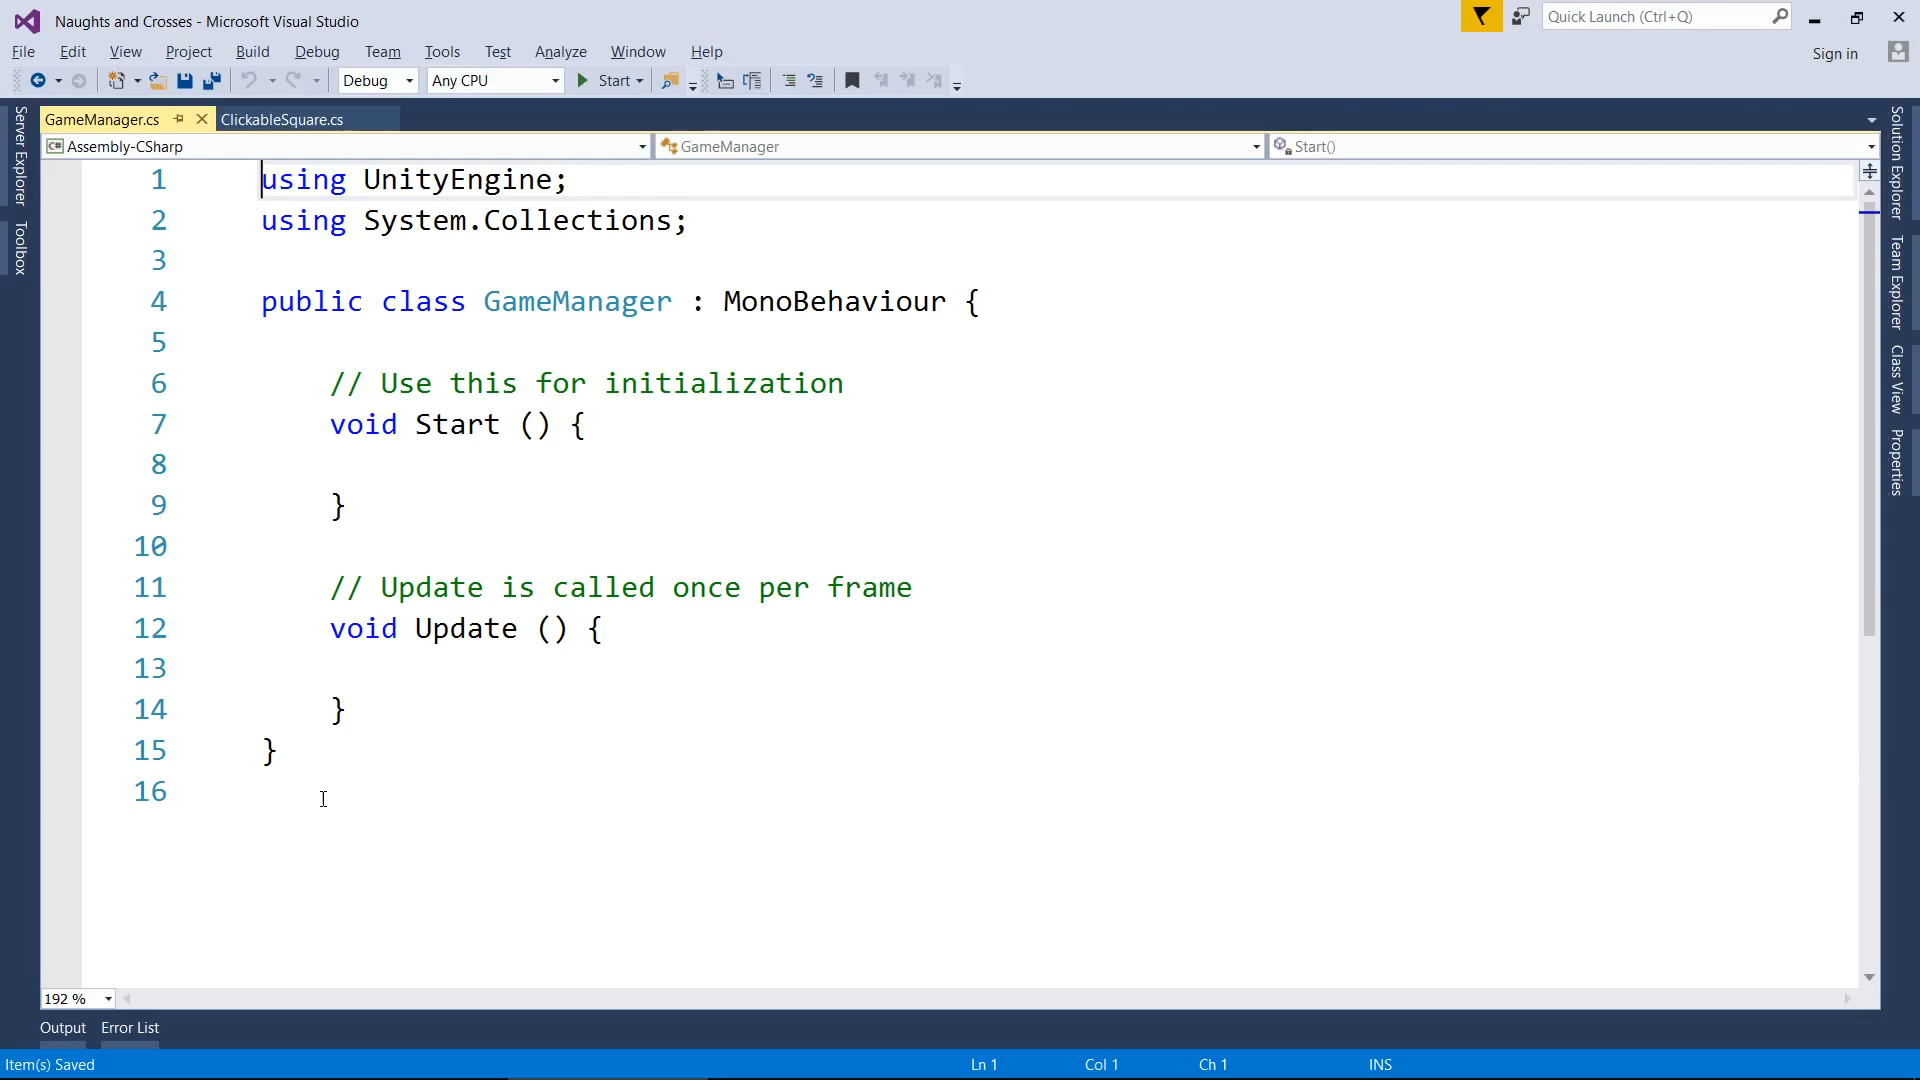 Naughts and Crosses - Microsoft Visual Studio
Quick Launch (Ctrl+Q)
File Edit View Project Build Debug Team Tools Test Analyze Window Help
Sign in
Debug Any CPU Start
GameManager.cs ClickableSquare.cs
Assembly-CSharp GameManager Start()
Server Explorer
Toolbox
Solution Explorer
Team Explorer
Class View
Properties
1 using UnityEngine;
2 using System.Collections;
3
4 public class GameManager : MonoBehaviour {
5
6 // Use this for initialization
7 void Start () {
8
9 }
10
11 // Update is called once per frame
12 void Update () {
13
14 }
15 }
16
192 %
Output Error List
Item(s) Saved Ln 1 Col 1 Ch 1 INS